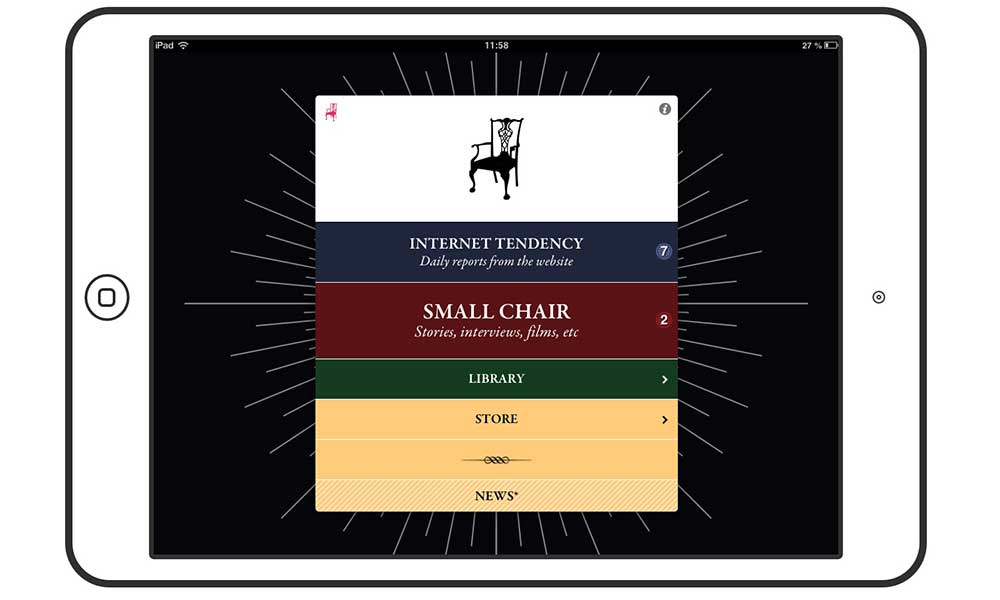 iPad 11:58 27 %
INTERNET TENDENCY
Daily reports from the website
7
SMALL CHAIR
Stories, interviews, films, etc
2
LIBRARY
STORE
NEWS*